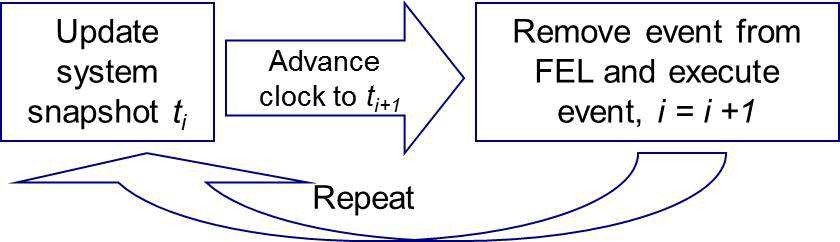 Update
system
snapshot tᵢ
Advance
clock to tᵢ₊₁
Remove event from
FEL and execute
event, i = i +1
Repeat